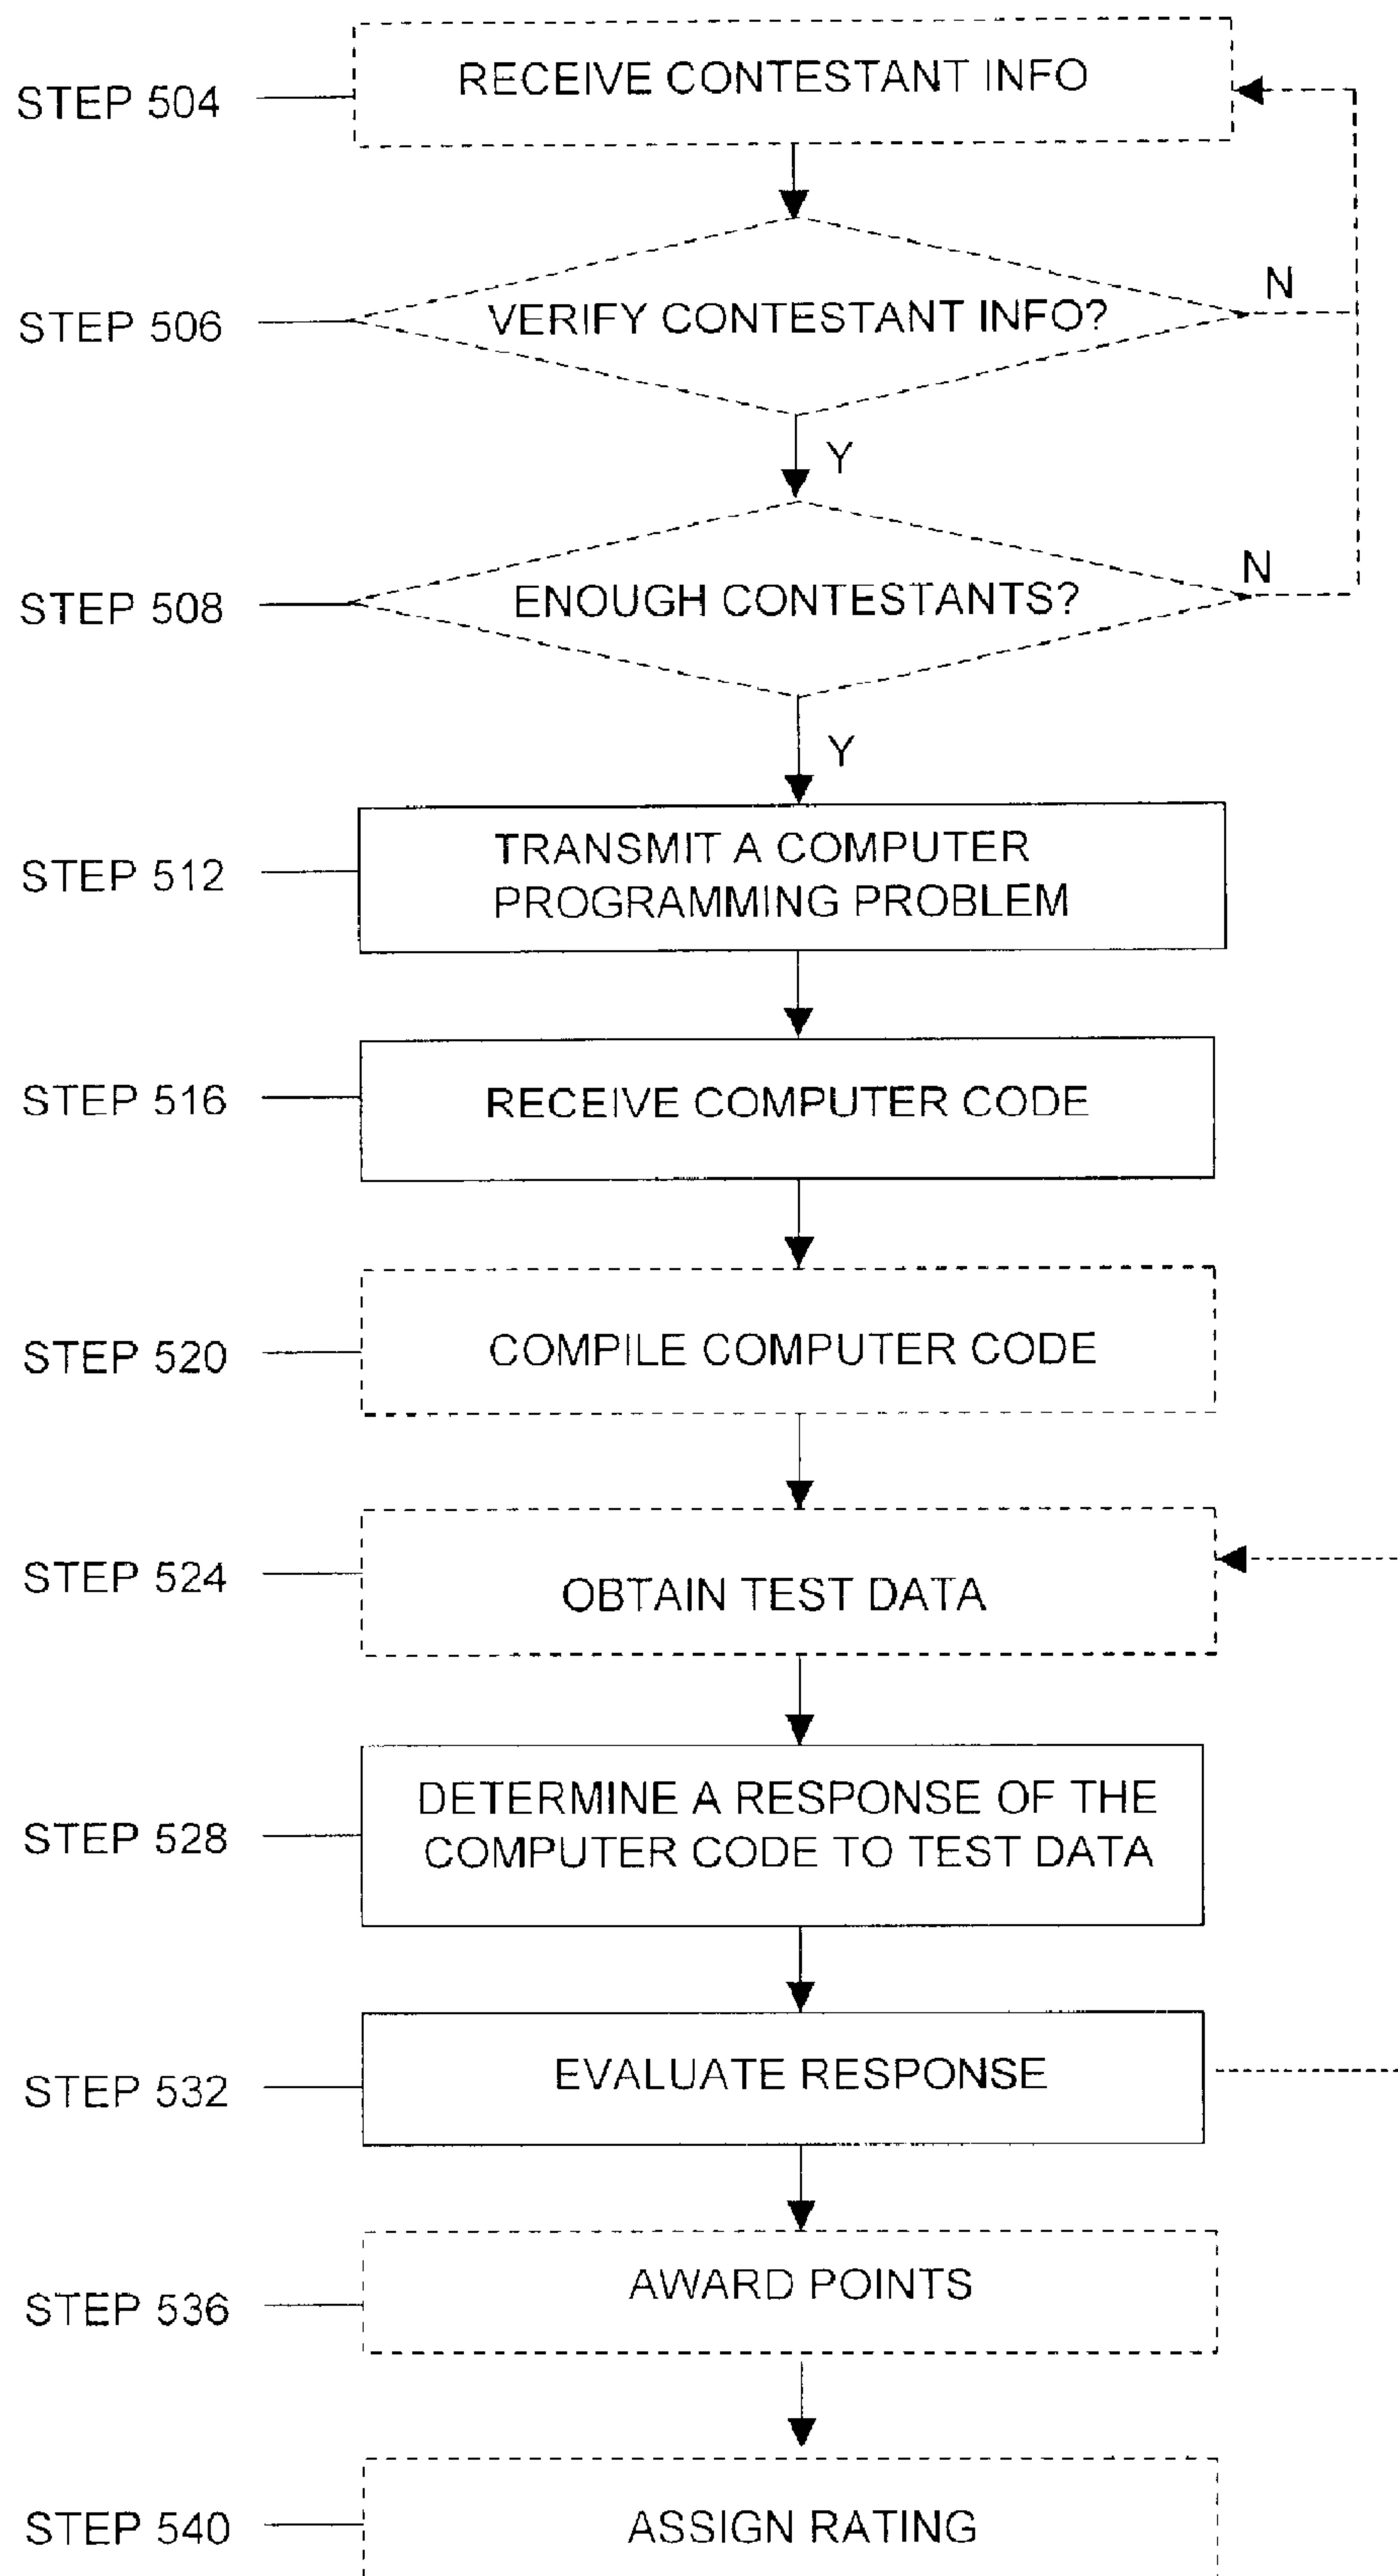 STEP 504
RECEIVE CONTESTANT INFO
STEP 506
VERIFY CONTESTANT INFO?
N
Y
STEP 508
ENOUGH CONTESTANTS?
N
Y
STEP 512
TRANSMIT A COMPUTER
PROGRAMMING PROBLEM
STEP 516
RECEIVE COMPUTER CODE
STEP 520
COMPILE COMPUTER CODE
STEP 524
OBTAIN TEST DATA
STEP 528
DETERMINE A RESPONSE OF THE
COMPUTER CODE TO TEST DATA
STEP 532
EVALUATE RESPONSE
STEP 536
AWARD POINTS
STEP 540
ASSIGN RATING